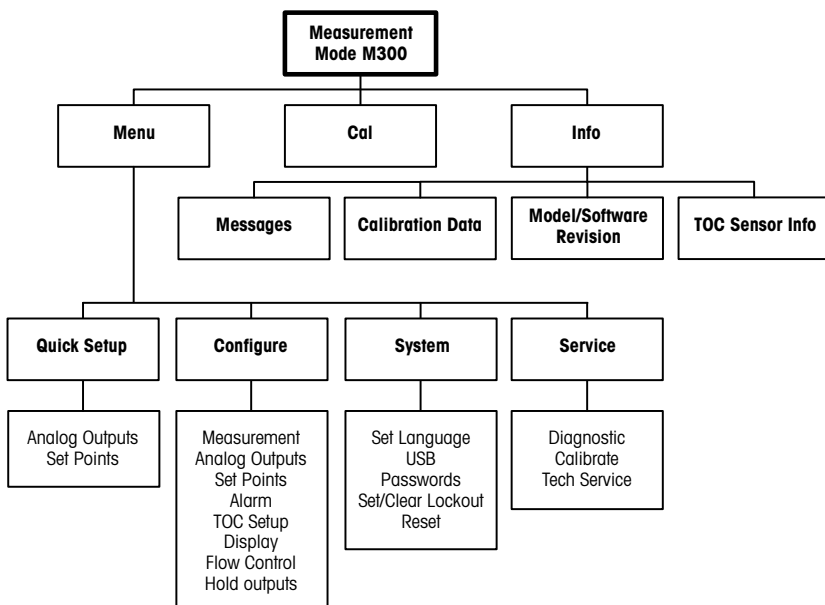 Measurement
Mode M300
Menu
Cal
Info
Messages
Calibration Data
Model/Software
Revision
TOC Sensor Info
Quick Setup
Configure
System
Service
Analog Outputs
Set Points
Measurement
Analog Outputs
Set Points
Alarm
TOC Setup
Display
Flow Control
Hold outputs
Set Language
USB
Passwords
Set/Clear Lockout
Reset
Diagnostic
Calibrate
Tech Service